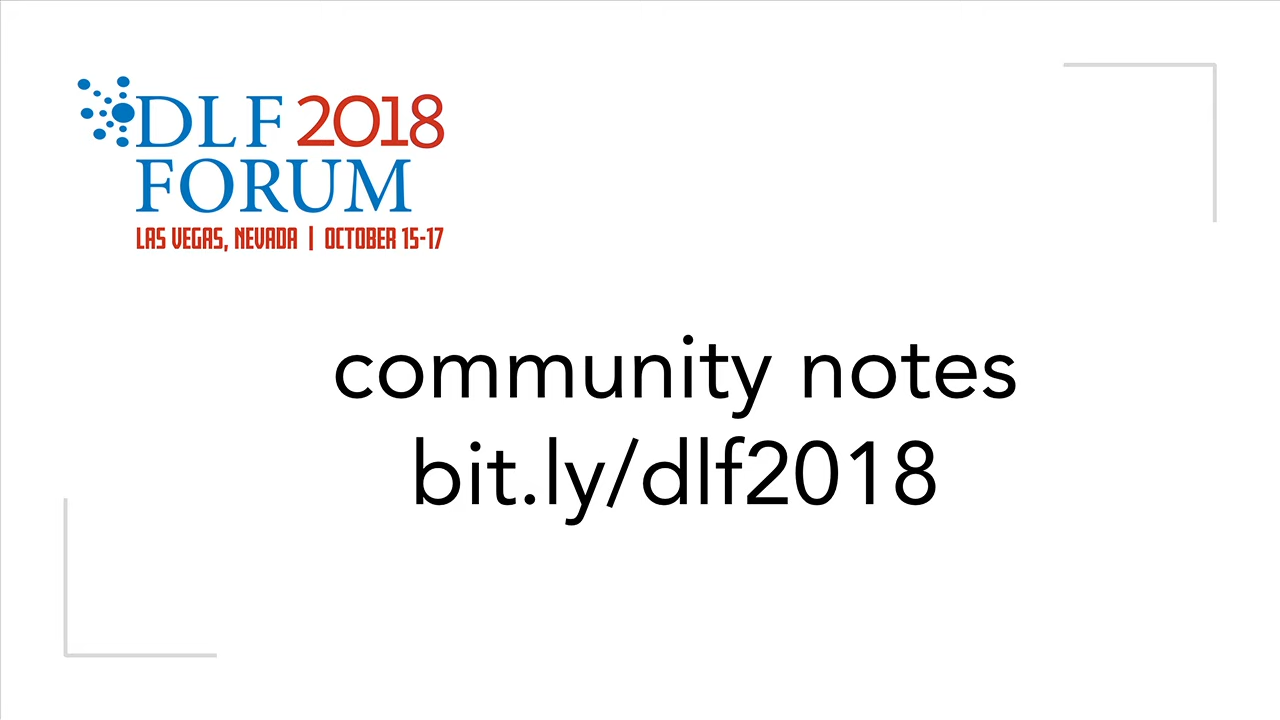 DLF 2018
FORUM
LAS VEGAS, NEVADA | OCTOBER 15-17
community notes
bit.ly/dlf2018